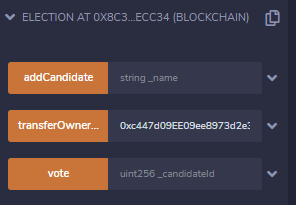 ELECTION AT 0X8C3...ECC34 (BLOCKCHAIN)
addCandidate string _name
transferOwner... 0xc447d09EE09ee8973d2e3
vote uint256 _candidateId